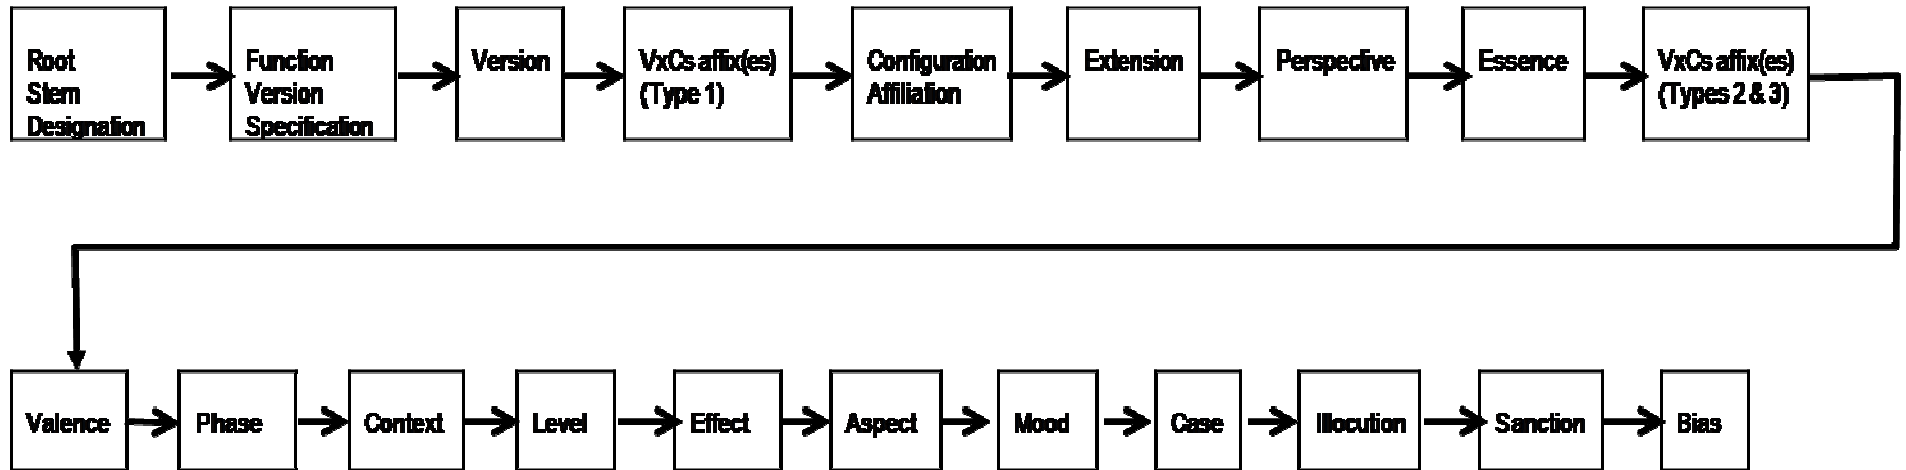 Root
Stem
Designation
Function
Version
Specification
Version
VxCs affix(es)
(Type 1)
Configuration
Affiliation
Extension
Perspective
Essence
VxCs affix(es)
(Types 2 & 3)
Valence
Phase
Context
Level
Effect
Aspect
Mood
Case
Illocution
Sanction
Bias